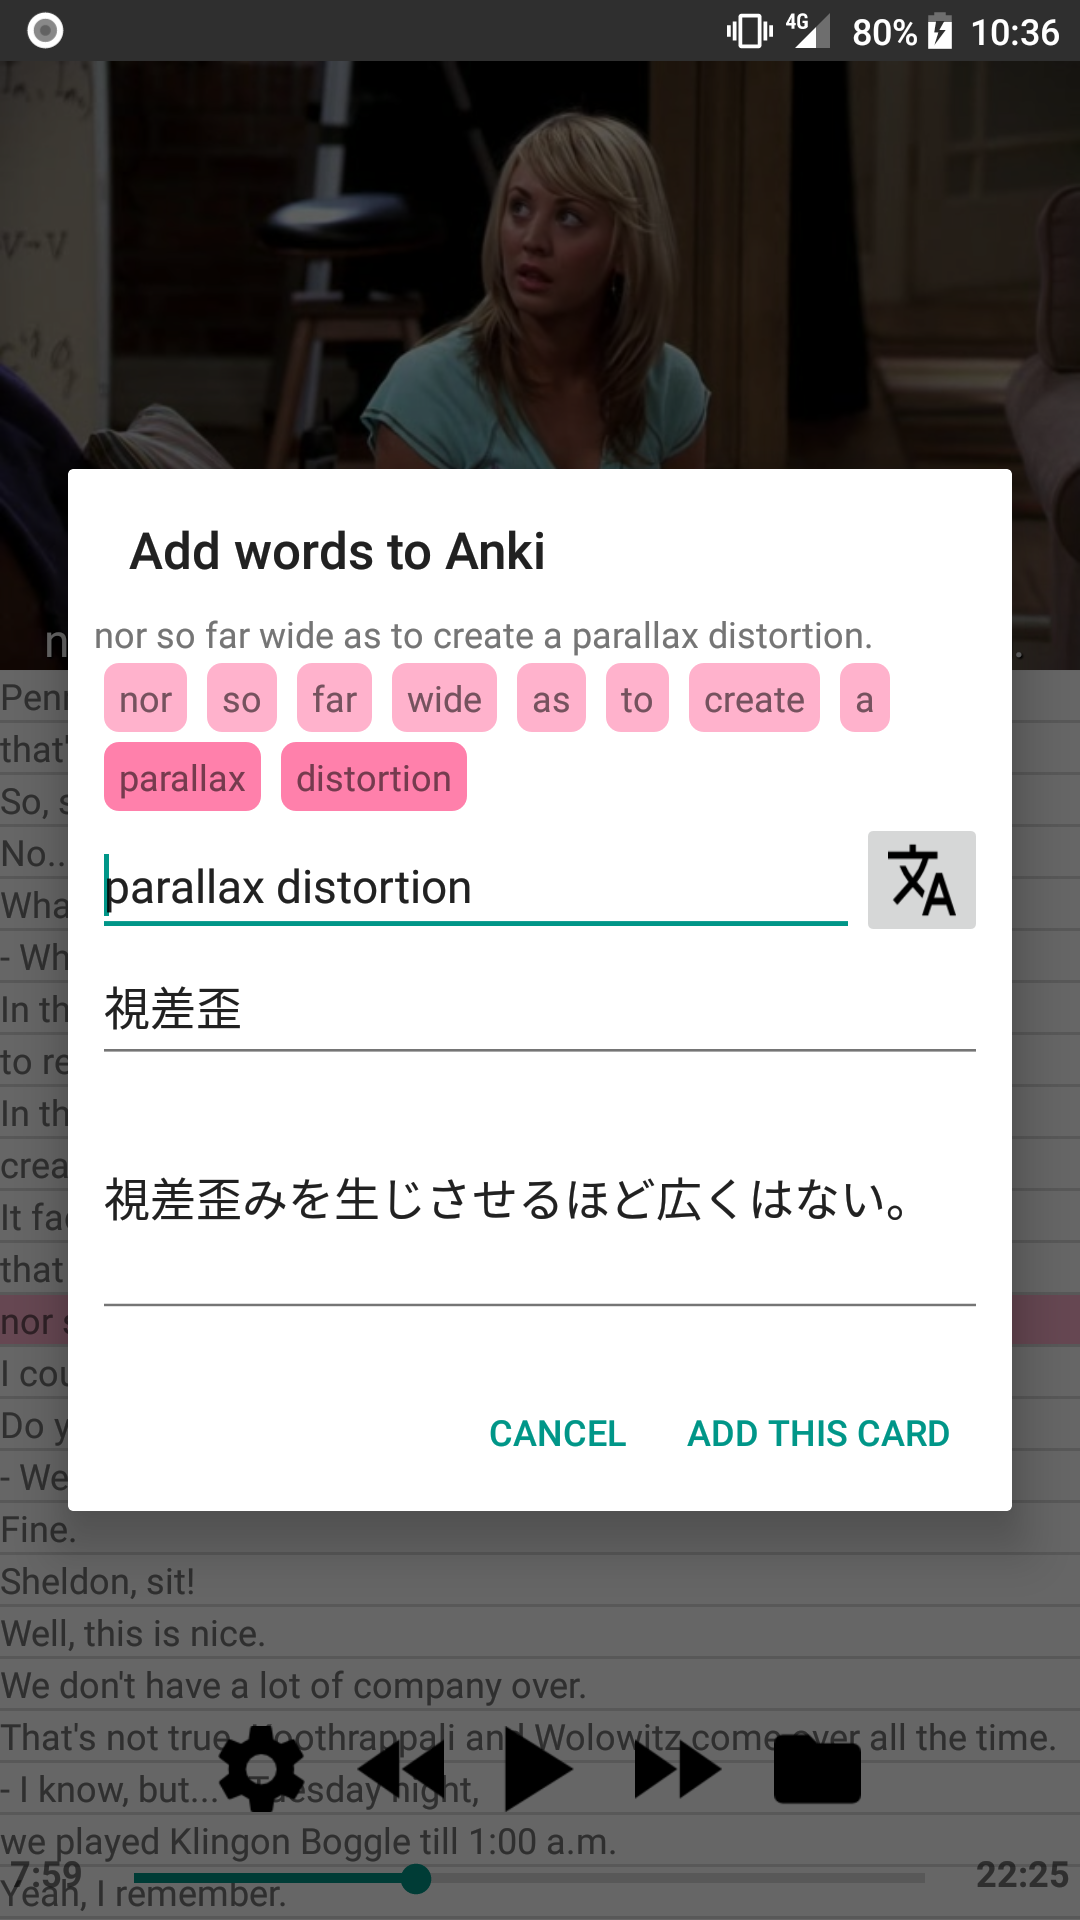 4G 80% 10:36
Add words to Anki
nor so far wide as to create a parallax distortion.
nor so far wide as to create a
parallax distortion
parallax distortion
視差歪
視差歪みを生じさせるほど広くはない。
CANCEL ADD THIS CARD
So,
No..
- Wh
In th
to re
In th
crea
that
nor
I cou
Do y
- We
Fine.
Sheldon, sit!
Well, this is nice.
We don't have a lot of company over.
That's not true. Koothrappali and Wolowitz come over all the time.
- I know, but... - Tuesday night,
we played Klingon Boggle till 1:00 a.m.
7:59 22:25
Yeah, I remember.